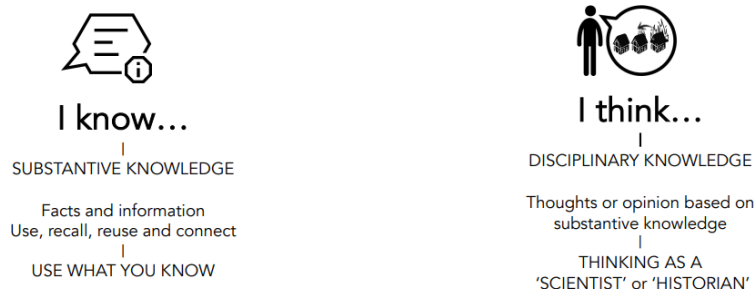 I know...
|
SUBSTANTIVE KNOWLEDGE
Facts and information
Use, recall, reuse and connect
|
USE WHAT YOU KNOW
I think...
|
DISCIPLINARY KNOWLEDGE
Thoughts or opinion based on
substantive knowledge
|
THINKING AS A
‘SCIENTIST’ or ‘HISTORIAN’